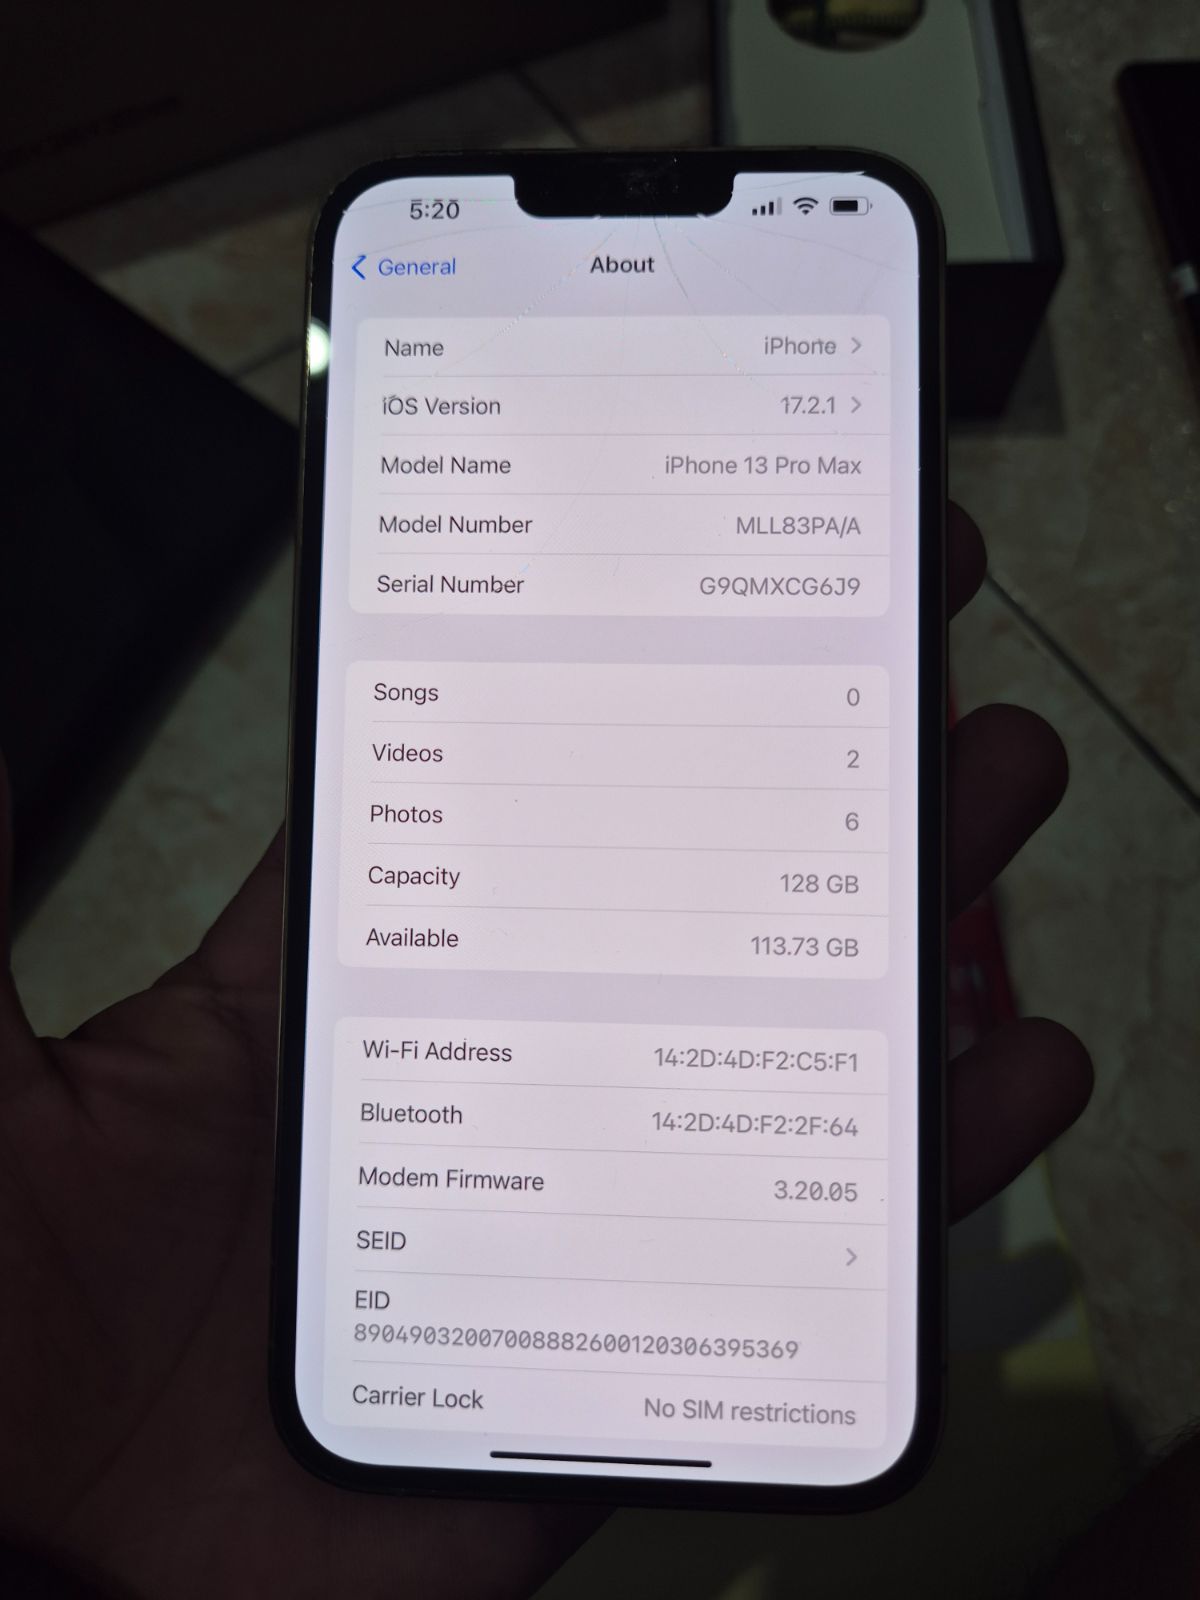 5:20
General
About
Name iPhone
iOS Version 17.2.1
Model Name iPhone 13 Pro Max
Model Number MLL83PA/A
Serial Number G9QMXCG6J9
Songs 0
Videos 2
Photos 6
Capacity 128 GB
Available 113.73 GB
Wi-Fi Address 14:2D:4D:F2:C5:F1
Bluetooth 14:2D:4D:F2:2F:64
Modem Firmware 3.20.05
SEID
EID
89049032007008882600120306395369
Carrier Lock No SIM restrictions